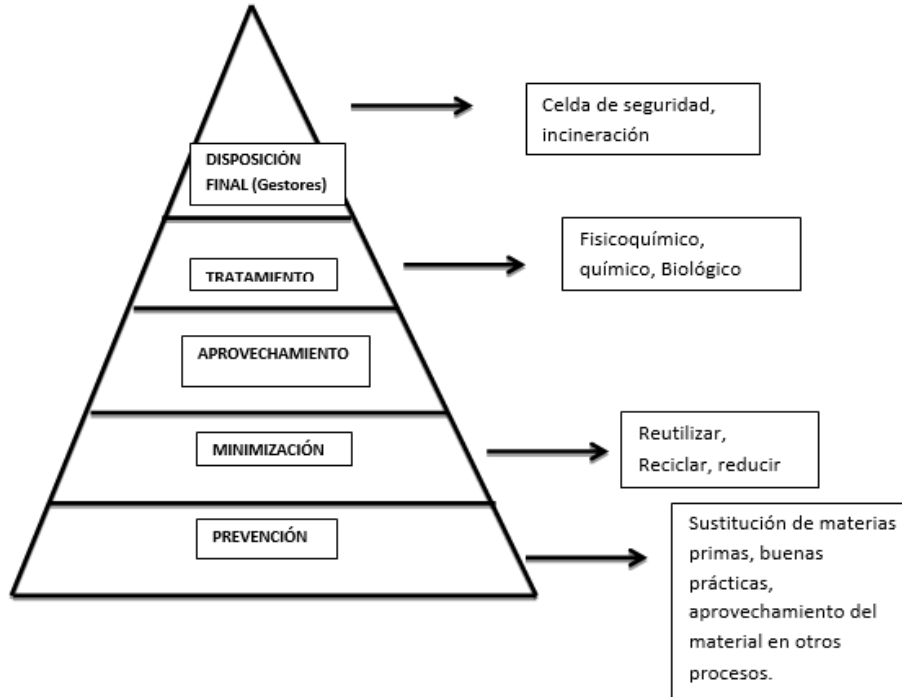 Celda de seguridad,
incineración
DISPOSICIÓN
FINAL (Gestores)
Fisicoquímico,
químico, Biológico
TRATAMIENTO
APROVECHAMIENTO
MINIMIZACIÓN
Reutilizar,
Reciclar, reducir
PREVENCIÓN
Sustitución de materias
primas, buenas
prácticas,
aprovechamiento del
material en otros
procesos.